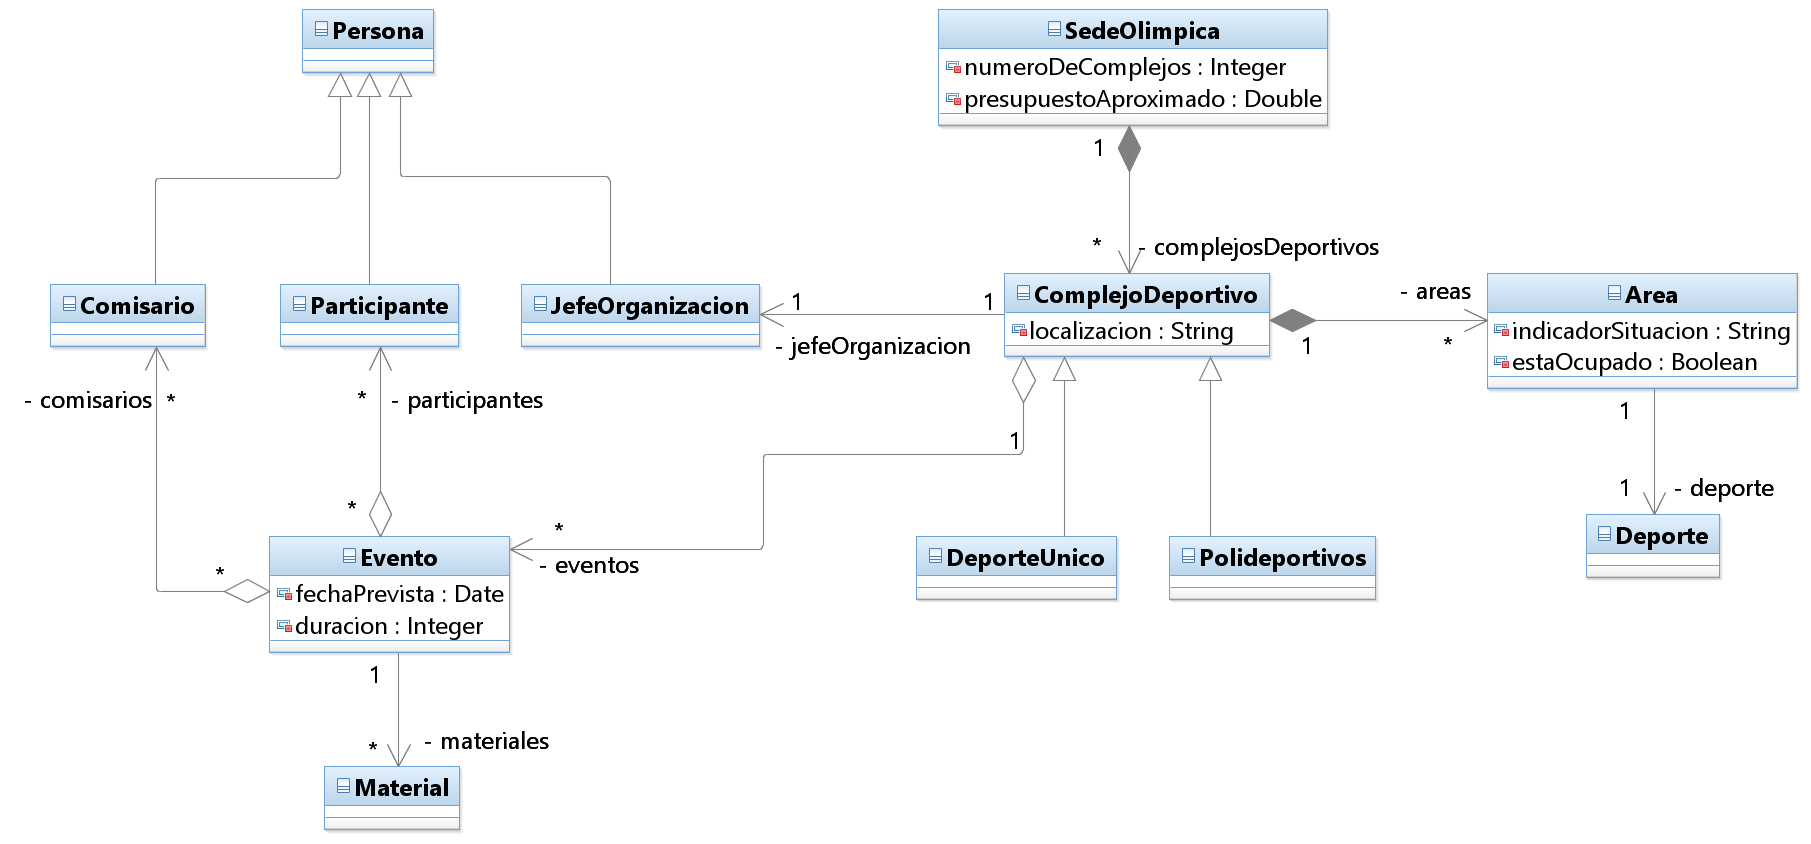 Persona
SedeOlimpica
numeroDeComplejos : Integer
presupuestoAproximado : Double
1
* - complejosDeportivos
Comisario
Participante
JefeOrganizacion
1
1
- jefeOrganizacion
ComplejoDeportivo
localizacion : String
- areas
1
*
Area
indicadorSituacion : String
estaOcupado : Boolean
- comisarios *
* - participantes
1
1
1 - deporte
Deporte
*
*
*
- eventos
Evento
fechaPrevista : Date
duracion : Integer
DeporteUnico
Polideportivos
1
* - materiales
Material